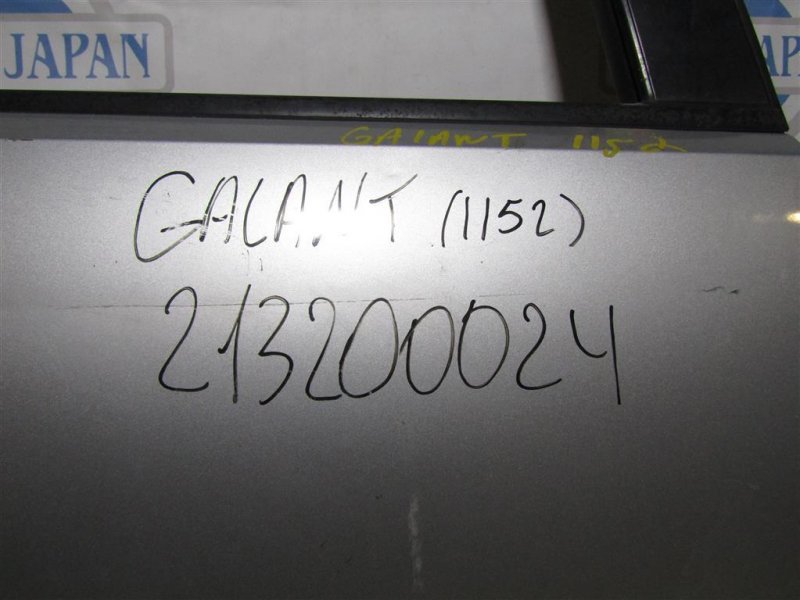 JAPAN
GALANT 1152
GALANT (1152)
213200024